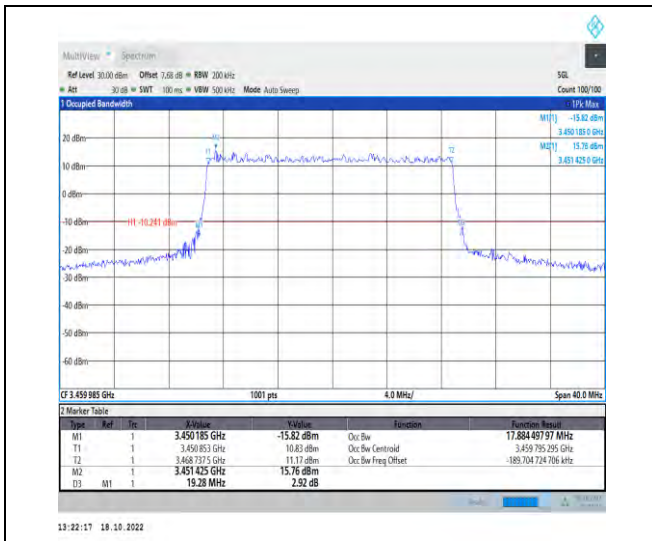 MultiView Spectrum
Ref Level 30.00 dBm Offset 7.68 dB RBW 200 kHz SGL
Att 30 dB SWT 100 ms VBW 500 kHz Mode Auto Sweep Count 100/100
1 Occupied Bandwidth 1Pk Max
M1[1] -15.82 dBm
3.450 185 0 GHz
20 dBm
M2[1] 15.76 dBm
3.451 425 0 GHz
T1
T2
10 dBm
0 dBm
-10 dBm
H1 -10.241 dBm
-20 dBm
-30 dBm
-40 dBm
-50 dBm
-60 dBm
CF 3.459 985 GHz 1001 pts 4.0 MHz/ Span 40.0 MHz
2 Marker Table
Type Ref Trc X-Value Y-Value Function Function Result
M1 1 3.450 185 GHz -15.82 dBm Occ Bw 17.884 497 97 MHz
T1 1 3.450 853 GHz 10.83 dBm Occ Bw Centroid 3.459 795 295 GHz
T2 1 3.468 737 5 GHz 11.17 dBm Occ Bw Freq Offset -189.704 724 706 kHz
M2 1 3.451 425 GHz 15.76 dBm
D3 M1 1 19.28 MHz 2.92 dB
13:22:17 18.10.2022